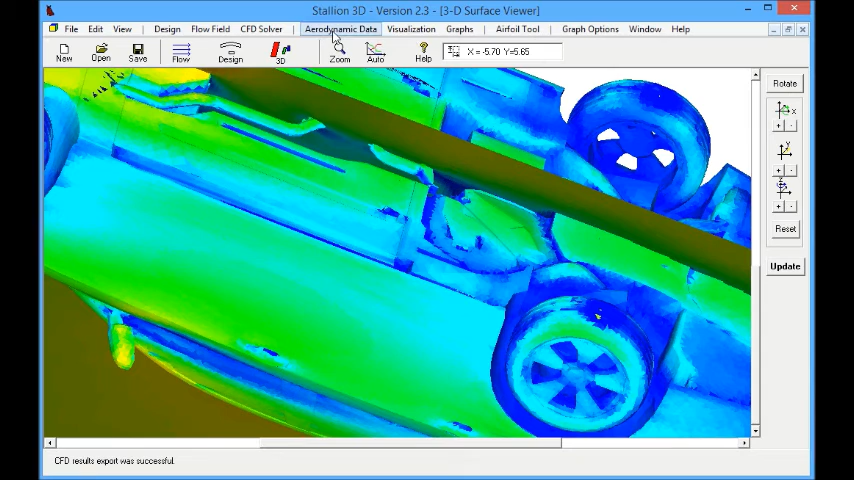 Stallion 3D - Version 2.3 - [3-D Surface Viewer]
File Edit View | Design Flow Field CFD Solver | Aerodynamic Data Visualization Graphs | Airfoil Tool | Graph Options Window Help
New Open Save Flow Design 3D Zoom Auto Help X = -5.70 Y=5.65
Rotate
X
+ -
Y
+ -
Z
+ -
Reset
Update
CFD results export was successful.